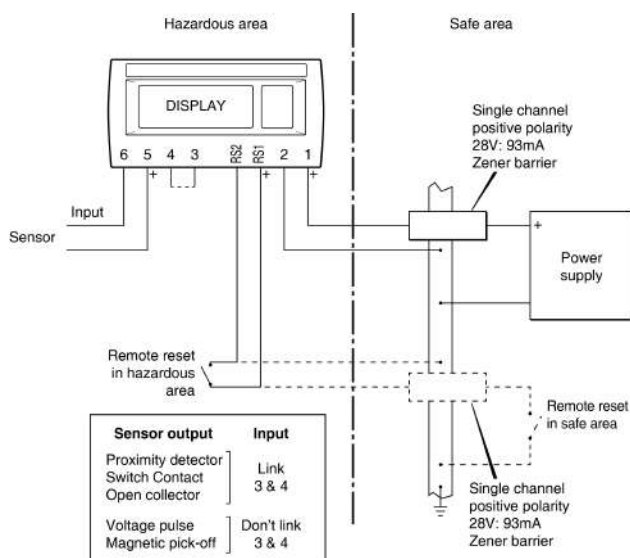 Hazardous area
Safe area
DISPLAY
6 5 4 3 RS2 RS1 2 1
+ + +
Single channel
positive polarity
28V: 93mA
Zener barrier
Input
Sensor
+
Power
supply
Remote reset
in hazardous
area
Remote reset
in safe area
Sensor output Input
Proximity detector
Switch Contact
Open collector
Link
3 & 4
Voltage pulse
Magnetic pick-off
Don't link
3 & 4
Single channel
positive polarity
28V: 93mA
Zener barrier